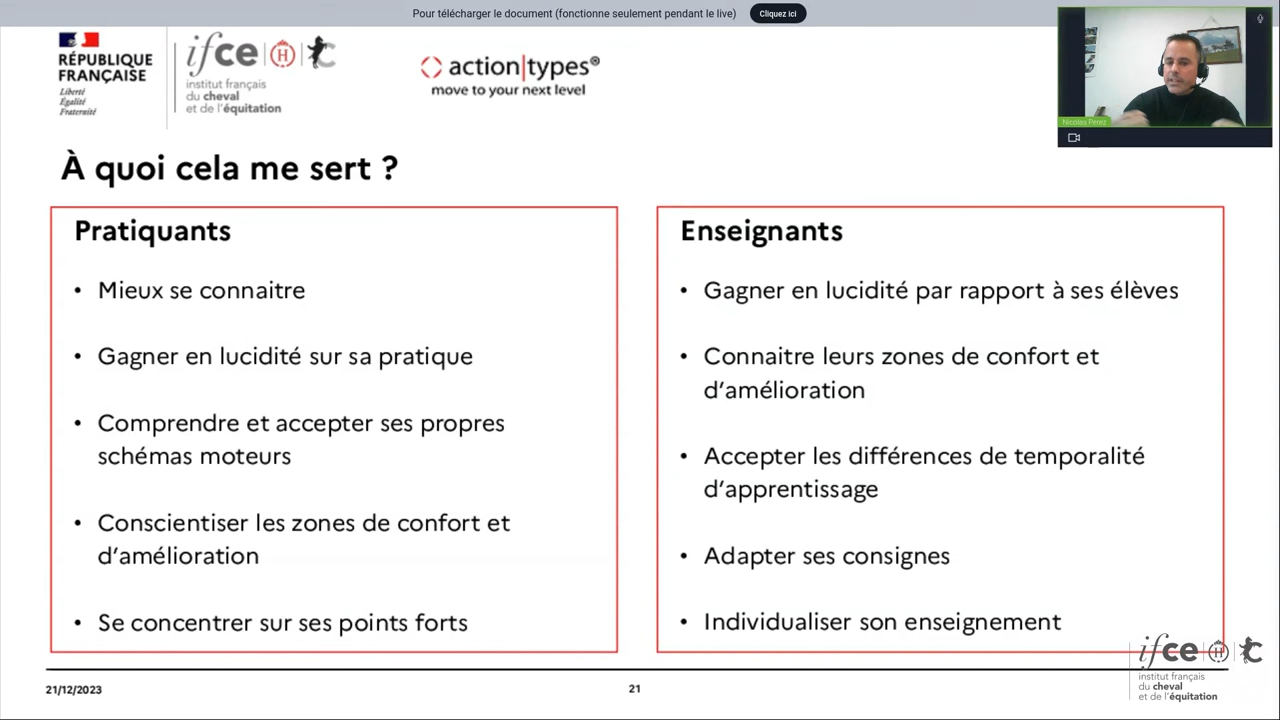 Pour télécharger le document (fonctionne seulement pendant le live)
Cliquez ici
RÉPUBLIQUE
FRANÇAISE
Liberté
Égalité
Fraternité
ifce
institut français
du cheval
et de l'équitation
action|types®
move to your next level
Nicolas Perez
À quoi cela me sert ?
Pratiquants
• Mieux se connaitre
• Gagner en lucidité sur sa pratique
• Comprendre et accepter ses propres
schémas moteurs
• Conscientiser les zones de confort et
d'amélioration
• Se concentrer sur ses points forts
Enseignants
• Gagner en lucidité par rapport à ses élèves
• Connaitre leurs zones de confort et
d'amélioration
• Accepter les différences de temporalité
d'apprentissage
• Adapter ses consignes
• Individualiser son enseignement
21/12/2023
21
ifce
institut français
du cheval
et de l'équitation